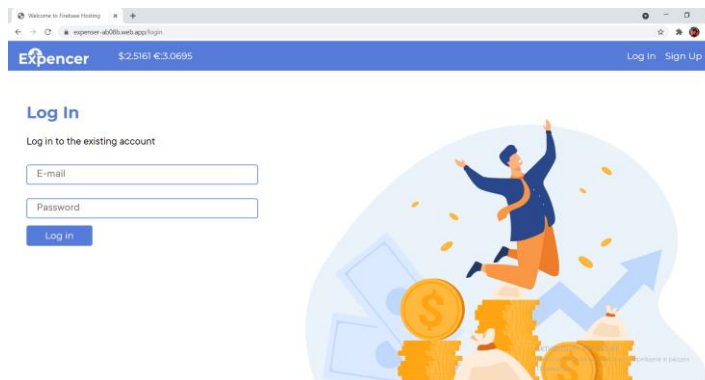 Welcome to Firebase Hosting
espenser-ab08b.web.app/login
Expencer $:2.5161 €:3.0695 Log In Sign Up
Log In
Log in to the existing account
E-mail
Password
Log in